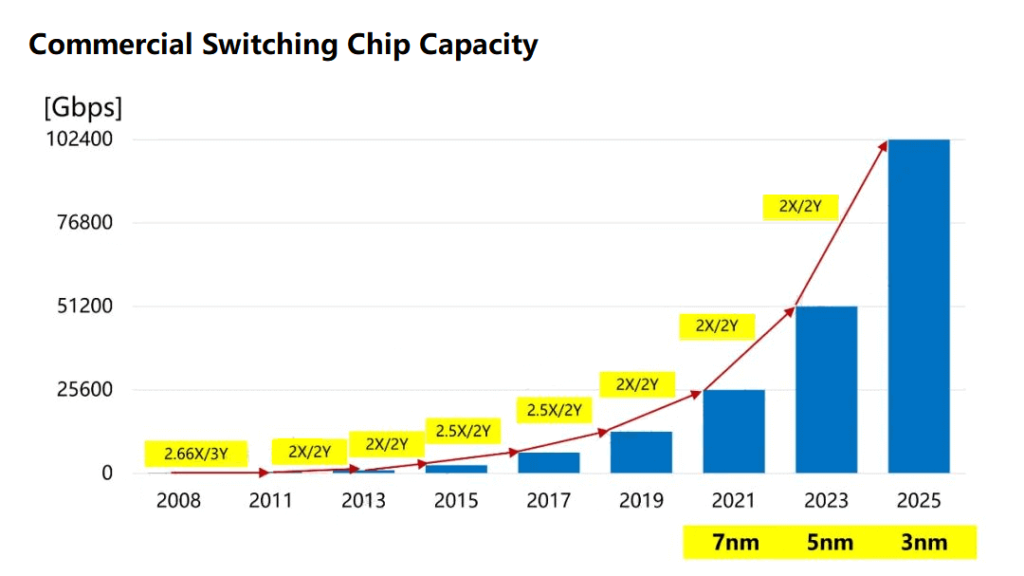 Commercial Switching Chip Capacity
[Gbps]
102400
76800
51200
25600
0
2.66X/3Y
2X/2Y
2X/2Y
2.5X/2Y
2.5X/2Y
2X/2Y
2X/2Y
2X/2Y
2008 2011 2013 2015 2017 2019 2021 2023 2025
7nm 5nm 3nm